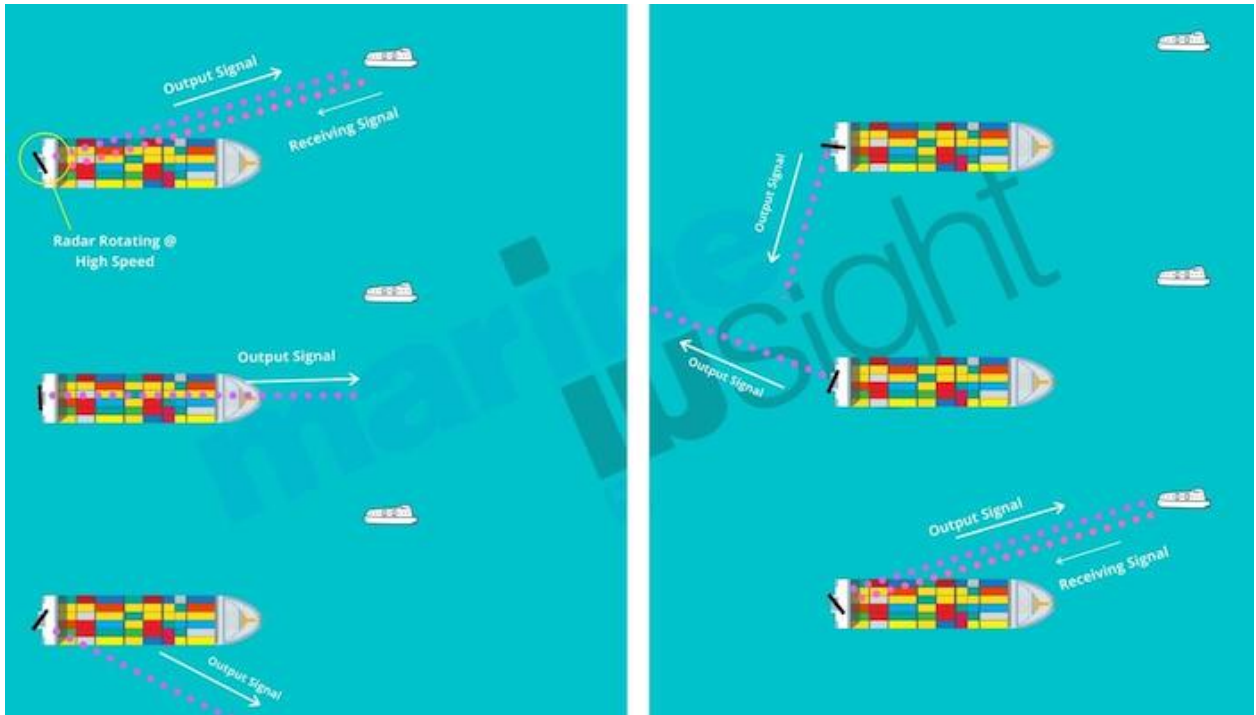 Output Signal
Receiving Signal
Radar Rotating @
High Speed
Output Signal
Output Signal
Output Signal
Output Signal
Output Signal
Receiving Signal
marine
insight